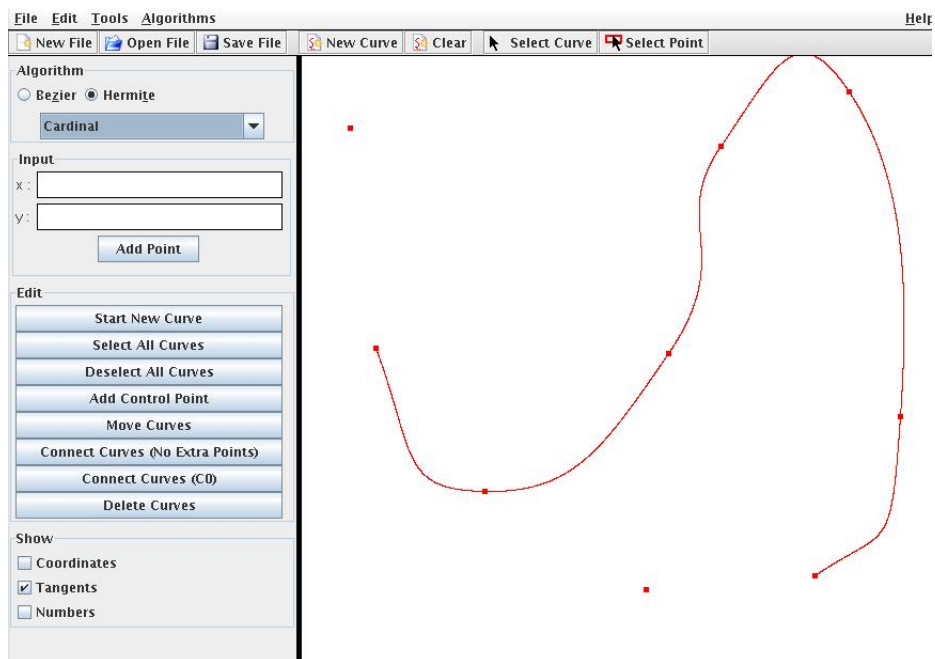 File Edit Tools Algorithms Help
New File Open File Save File New Curve Clear Select Curve Select Point
Algorithm
Bezier Hermite
Cardinal
Input
x :
y :
Add Point
Edit
Start New Curve
Select All Curves
Deselect All Curves
Add Control Point
Move Curves
Connect Curves (No Extra Points)
Connect Curves (C0)
Delete Curves
Show
Coordinates
Tangents
Numbers